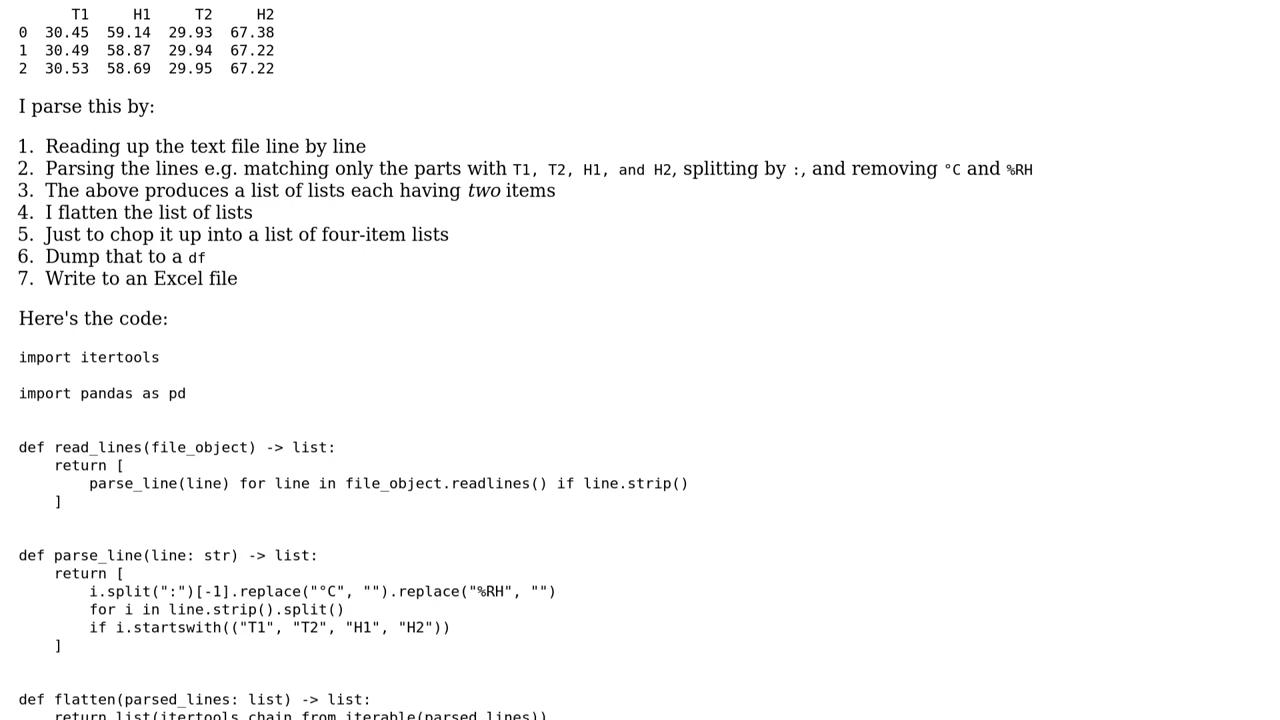 T1 H1 T2 H2
0 30.45 59.14 29.93 67.38
1 30.49 58.87 29.94 67.22
2 30.53 58.69 29.95 67.22
I parse this by:
1. Reading up the text file line by line
2. Parsing the lines e.g. matching only the parts with T1, T2, H1, and H2, splitting by :, and removing °C and %RH
3. The above produces a list of lists each having two items
4. I flatten the list of lists
5. Just to chop it up into a list of four-item lists
6. Dump that to a df
7. Write to an Excel file
Here's the code:
import itertools
import pandas as pd
def read_lines(file_object) -> list:
    return [
        parse_line(line) for line in file_object.readlines() if line.strip()
    ]
def parse_line(line: str) -> list:
    return [
        i.split(":")[-1].replace("°C", "").replace("%RH", "")
        for i in line.strip().split()
        if i.startswith(("T1", "T2", "H1", "H2"))
    ]
def flatten(parsed_lines: list) -> list:
    return list(itertools.chain.from_iterable(parsed_lines))